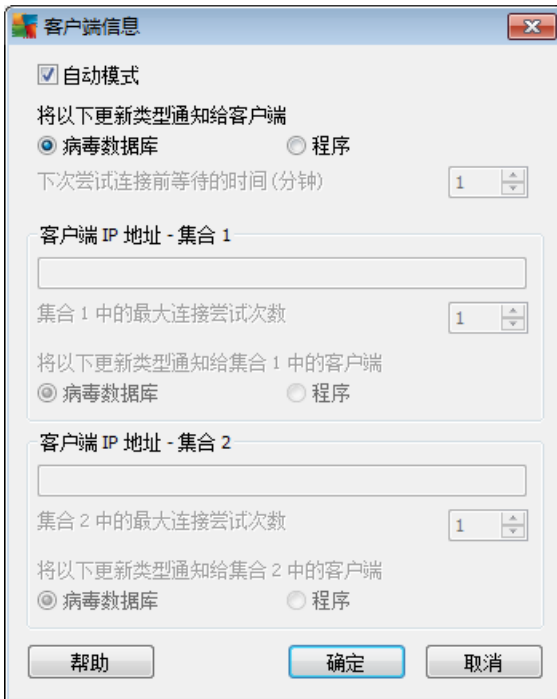 客户端信息
自动模式
将以下更新类型通知给客户端
病毒数据库 程序
下次尝试连接前等待的时间(分钟) 1
客户端 IP 地址 - 集合 1
集合 1 中的最大连接尝试次数 1
将以下更新类型通知给集合 1 中的客户端
病毒数据库 程序
客户端 IP 地址 - 集合 2
集合 2 中的最大连接尝试次数 1
将以下更新类型通知给集合 2 中的客户端
病毒数据库 程序
帮助 确定 取消